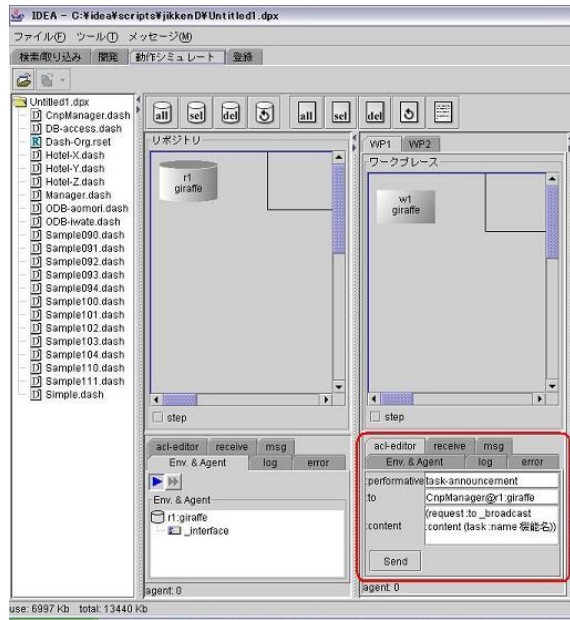 IDEA - C:¥idea¥scripts¥jikkenD¥Untitled1.dpx
ファイル(F) ツール(T) メッセージ(M)
検索/取り込み 開発 動作シミュレート 登録
all sel del all sel del
Untitled1.dpx
CnpManager.dash
DB-access.dash
Dash-Org.rset
Hotel-X.dash
Hotel-Y.dash
Hotel-Z.dash
Manager.dash
ODB-aomori.dash
ODB-iwate.dash
Sample090.dash
Sample091.dash
Sample092.dash
Sample093.dash
Sample094.dash
Sample100.dash
Sample101.dash
Sample102.dash
Sample103.dash
Sample104.dash
Sample110.dash
Sample111.dash
Simple.dash
リポジトリ
r1
giraffe
step
acl-editor receive msg
Env. & Agent log error
Env. & Agent
r1:giraffe
_interface
agent: 0
WP1 WP2
ワークプレース
w1
giraffe
step
acl-editor receive msg
Env. & Agent log error
:performative task-announcement
:to CnpManager@r1:giraffe
(request :to _broadcast
:content :content (task :name 機能名))
Send
agent: 0
use: 6997 Kb total: 13440 Kb